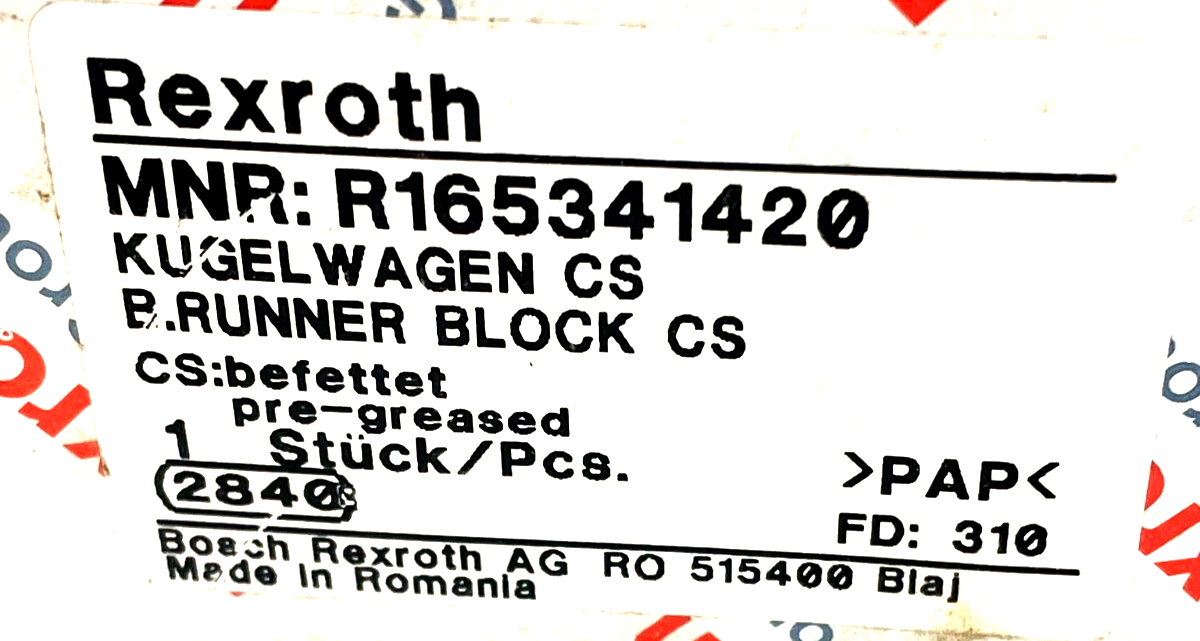 Rexroth
MNR: R165341420
KUGELWAGEN CS
B.RUNNER BLOCK CS
CS:befettet
pre-greased
1 Stück/Pcs.
>PAP<
2840
FD: 310
Bosch Rexroth AG RO 515400 Blaj
Made in Romania